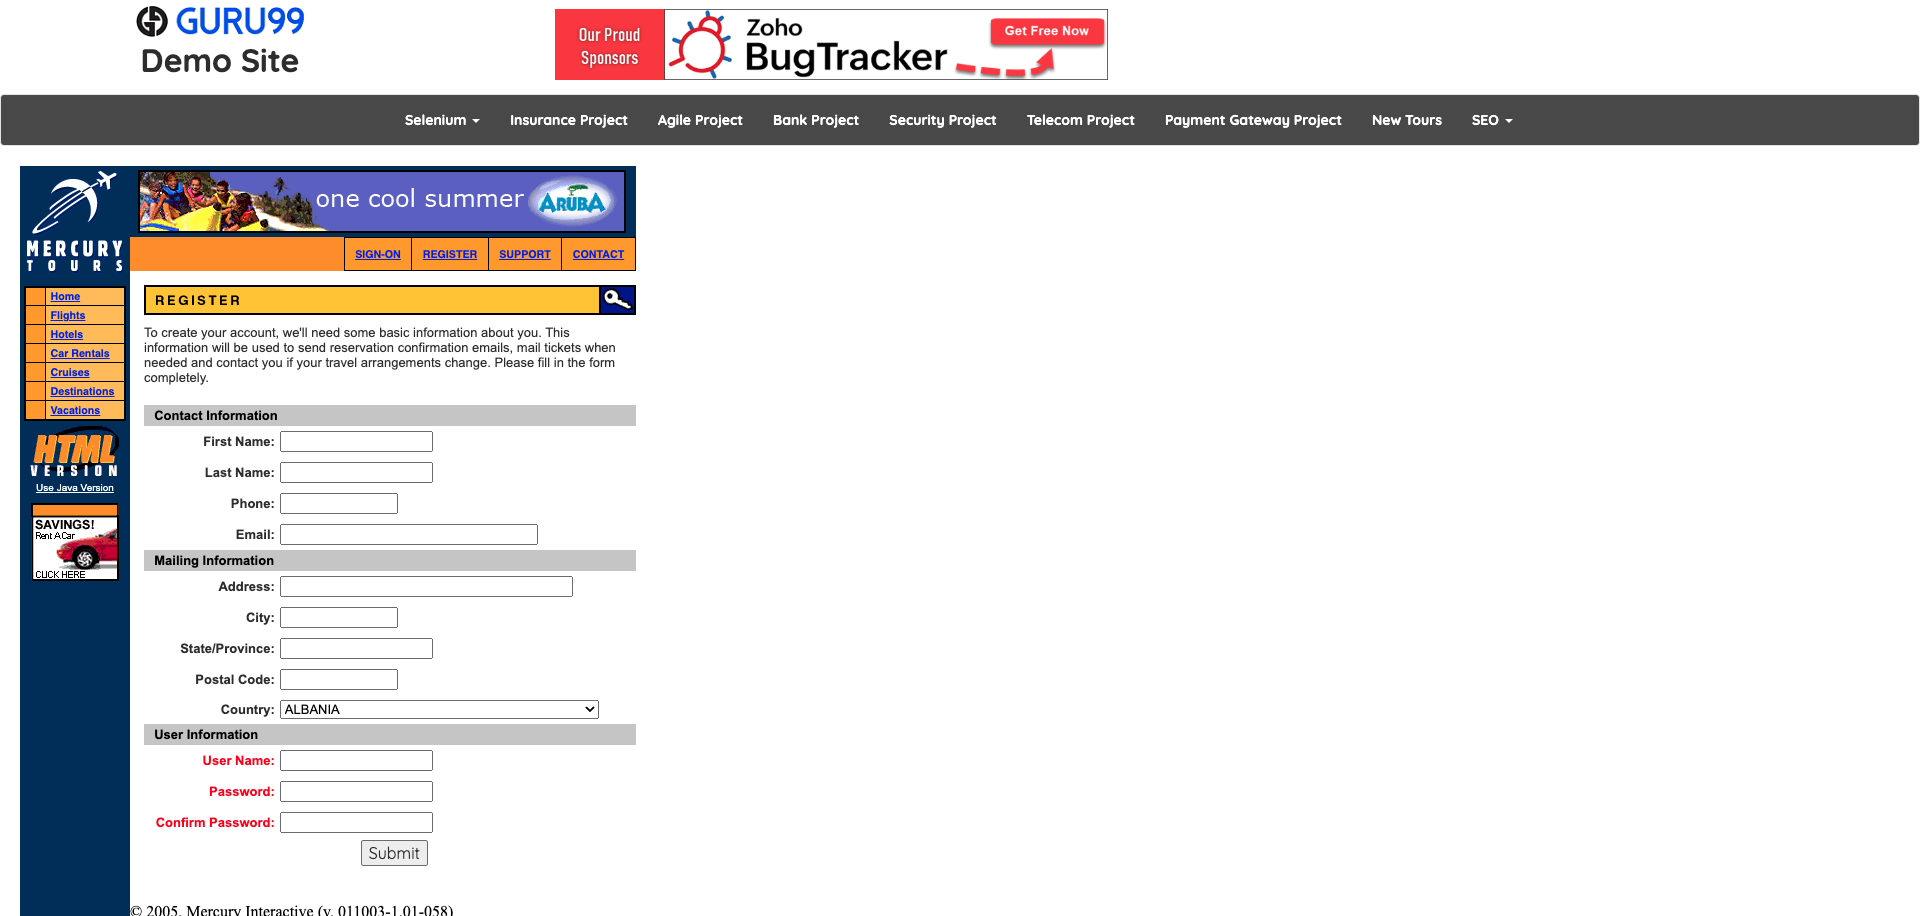 GURU99
Demo Site
Our Proud
Sponsors
Zoho
BugTracker
Get Free Now
Selenium
Insurance Project
Agile Project
Bank Project
Security Project
Telecom Project
Payment Gateway Project
New Tours
SEO
MERCURY
TOURS
one cool summer
ARUBA
SIGN-ON
REGISTER
SUPPORT
CONTACT
Home
Flights
Hotels
Car Rentals
Cruises
Destinations
Vacations
HTML
VERSION
Use Java Version
SAVINGS!
Rent A Car
CLICK HERE
REGISTER
To create your account, we'll need some basic information about you. This
information will be used to send reservation confirmation emails, mail tickets when
needed and contact you if your travel arrangements change. Please fill in the form
completely.
Contact Information
First Name:
Last Name:
Phone:
Email:
Mailing Information
Address:
City:
State/Province:
Postal Code:
Country: ALBANIA
User Information
User Name:
Password:
Confirm Password:
Submit
© 2005, Mercury Interactive (v. 011003-1.01-058)